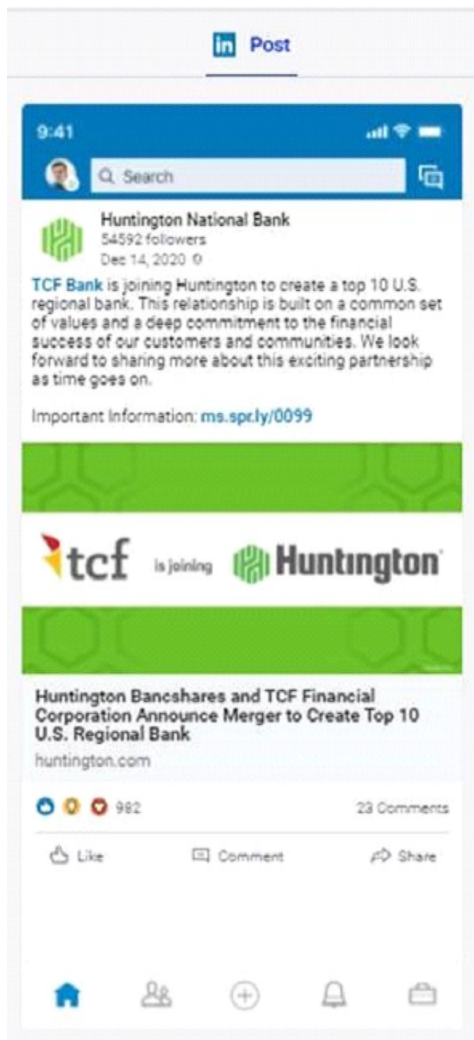 in Post
9:41
Search
Huntington National Bank
54592 followers
Dec 14, 2020
TCF Bank is joining Huntington to create a top 10 U.S.
regional bank. This relationship is built on a common set
of values and a deep commitment to the financial
success of our customers and communities. We look
forward to sharing more about this exciting partnership
as time goes on.
Important Information: ms.spr.ly/0099
tcf is joining Huntington
Huntington Bancshares and TCF Financial
Corporation Announce Merger to Create Top 10
U.S. Regional Bank
huntington.com
982 23 Comments
Like Comment Share